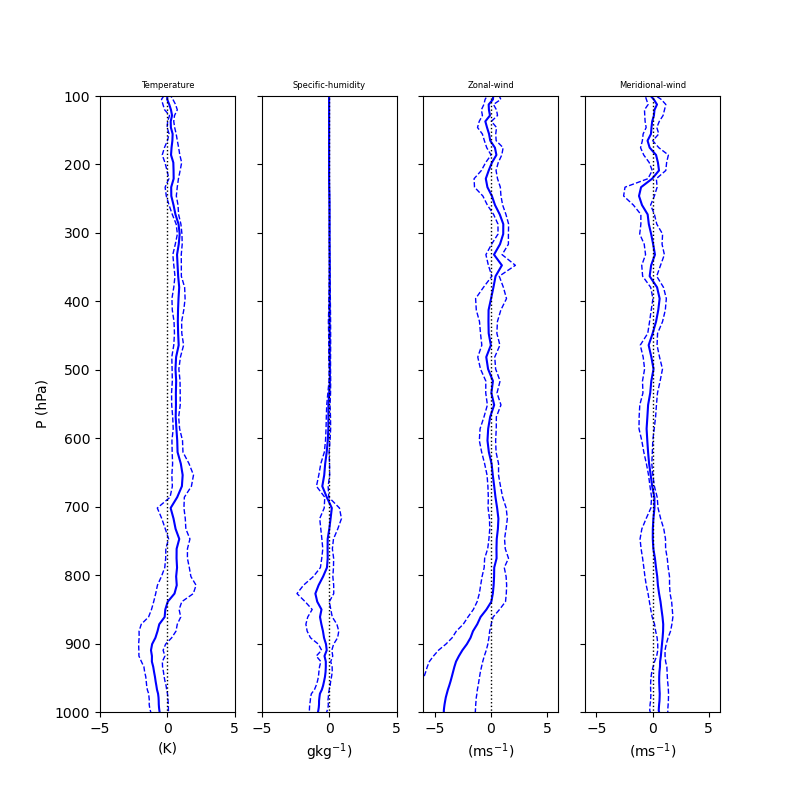 Temperature Specific-humidity Zonal-wind Meridional-wind
100
200
300
400
500
600
700
800
900
1000
P (hPa)
−5 0 5 −5 0 5 −5 0 5 −5 0 5
(K) gkg⁻¹) (ms⁻¹) (ms⁻¹)